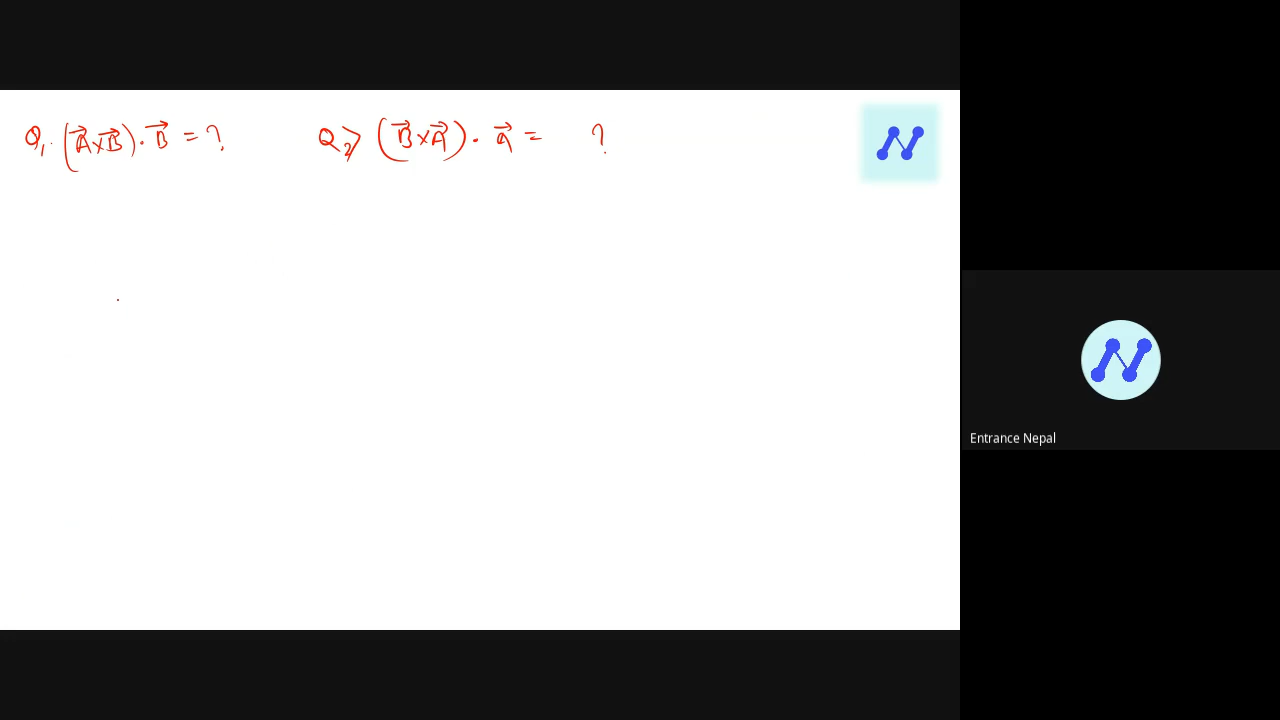 Q1. (A⃗×B⃗)·B⃗ = ? Q2> (B⃗×A⃗)·a⃗ = ?
Entrance Nepal